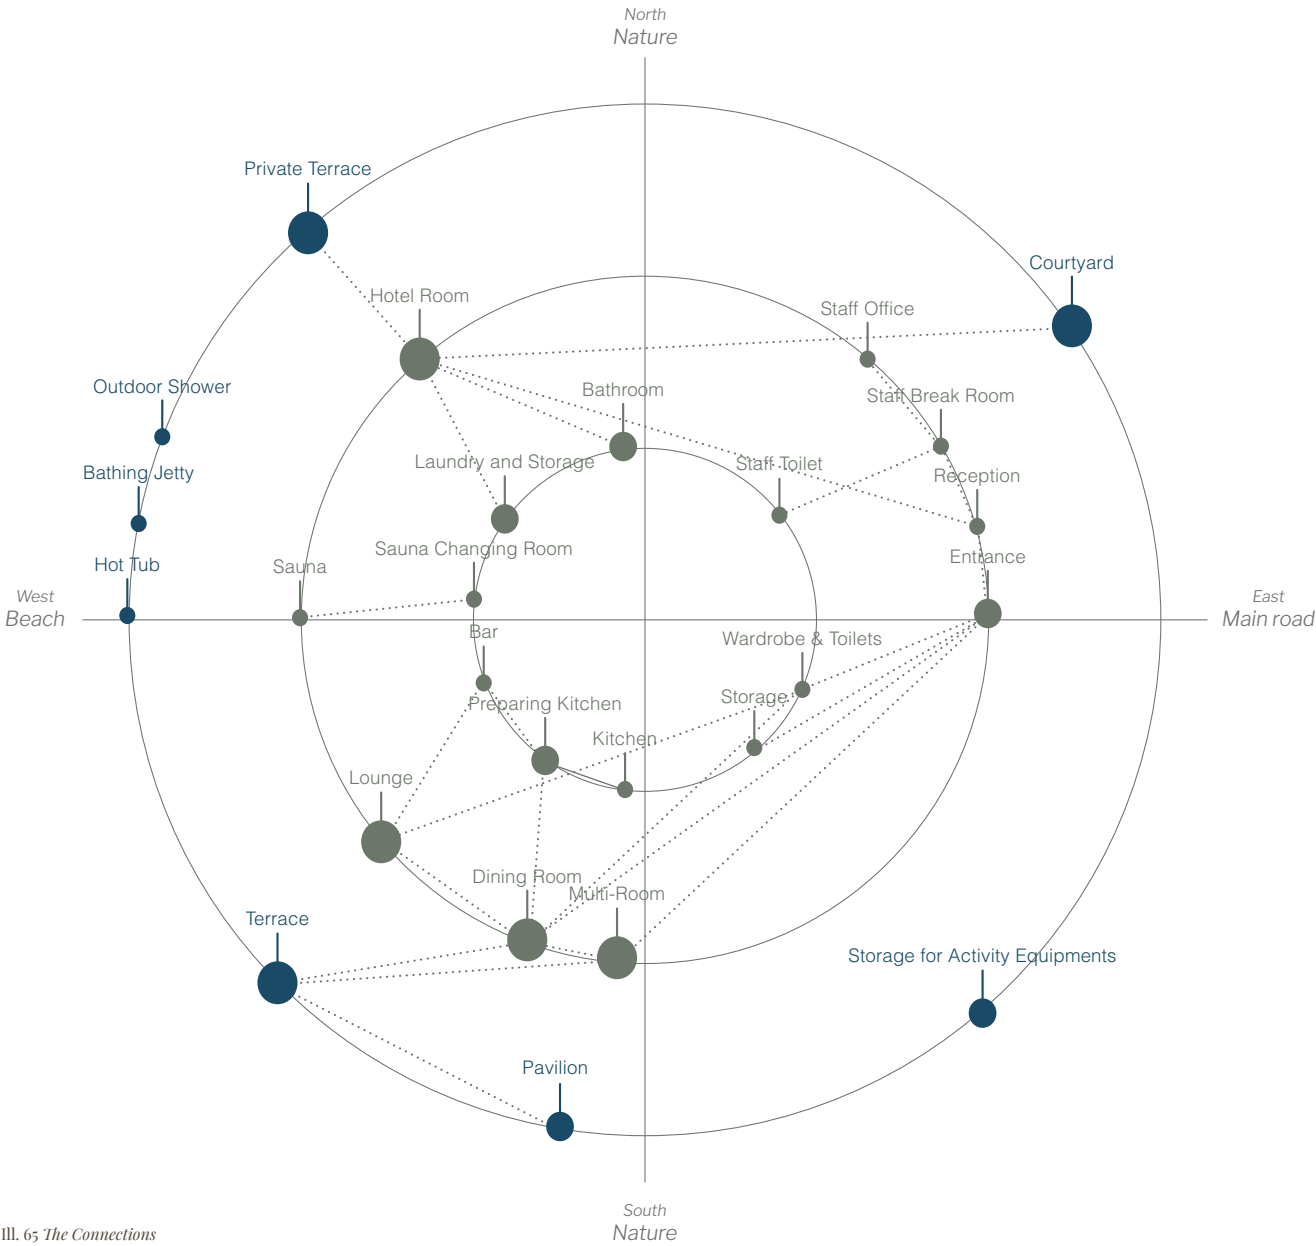 North
Nature
Private Terrace
Courtyard
Hotel Room
Staff Office
Outdoor Shower
Bathroom
Staff Break Room
Laundry and Storage
Staff Toilet
Bathing Jetty
Reception
Sauna Changing Room
Entrance
Hot Tub
Sauna
West
Beach
East
Main road
Bar
Wardrobe & Toilets
Preparing Kitchen
Storage
Kitchen
Lounge
Dining Room
Multi-Room
Terrace
Storage for Activity Equipments
Pavilion
South
Nature
Ill. 65 The Connections